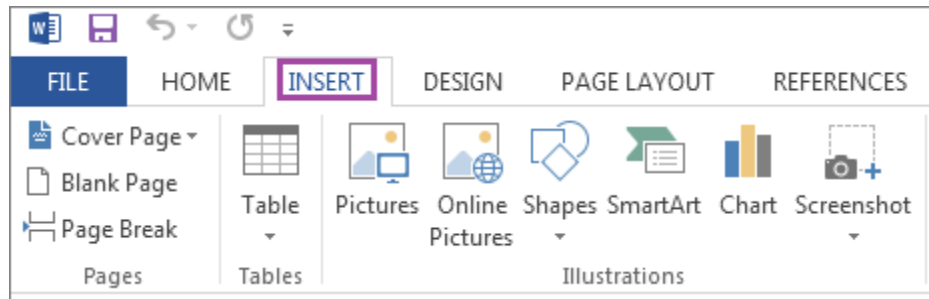 W
FILE HOME INSERT DESIGN PAGE LAYOUT REFERENCES
Cover Page
Blank Page
Page Break
Pages
Table
Tables
Pictures Online Pictures Shapes SmartArt Chart Screenshot
Illustrations